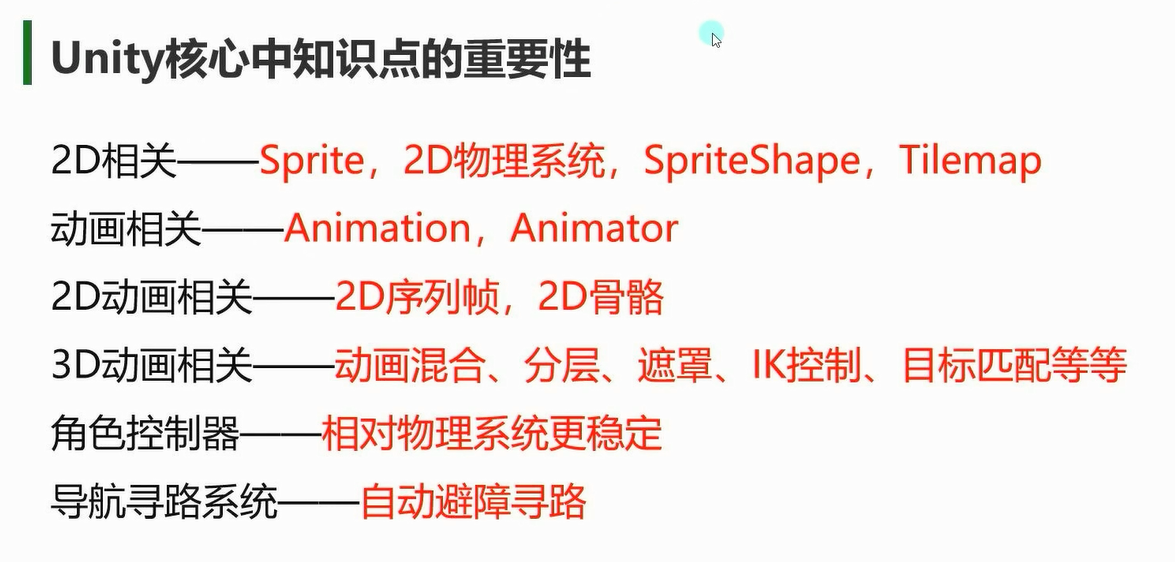 Unity核心中知识点的重要性
2D相关——Sprite，2D物理系统，SpriteShape，Tilemap
动画相关——Animation，Animator
2D动画相关——2D序列帧，2D骨骼
3D动画相关——动画混合、分层、遮罩、IK控制、目标匹配等等
角色控制器——相对物理系统更稳定
导航寻路系统——自动避障寻路